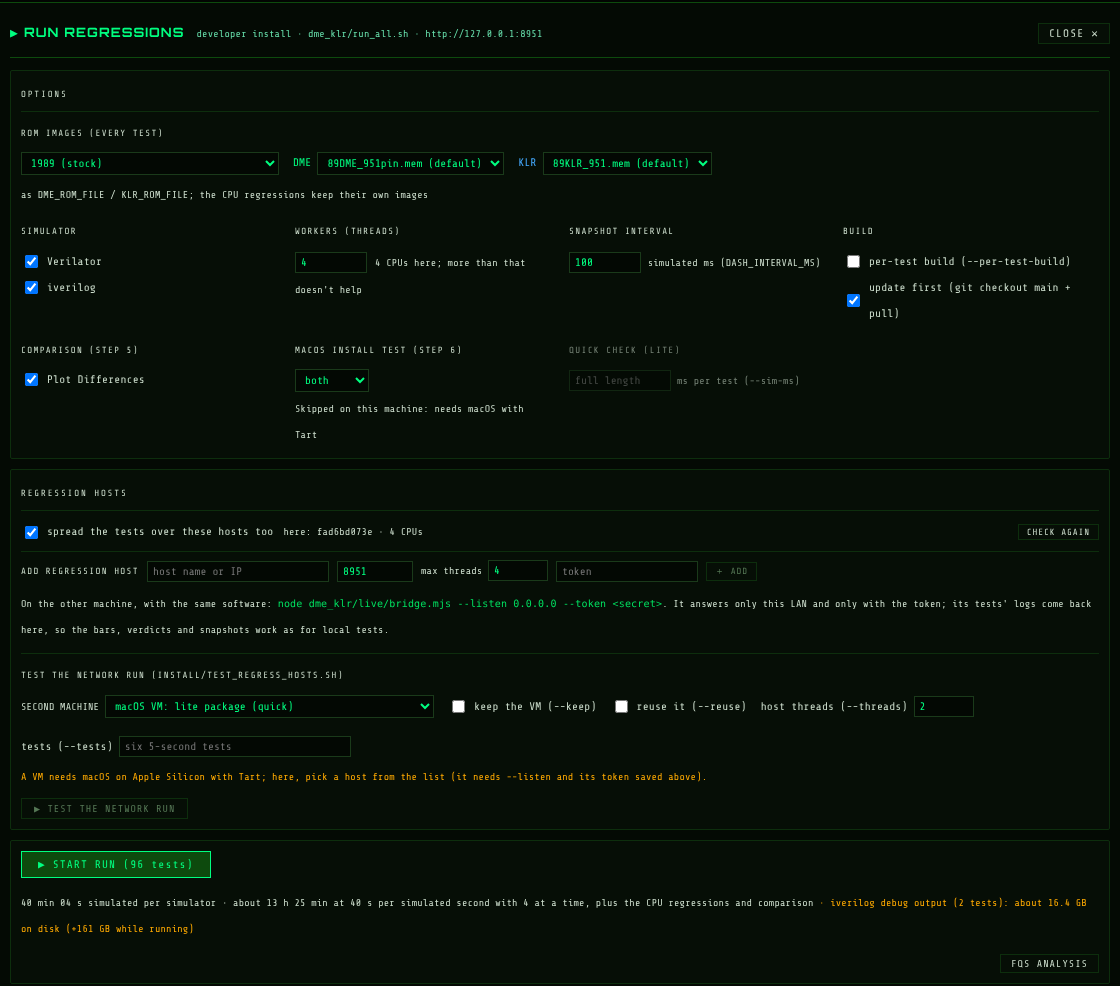 ▶ RUN REGRESSIONS developer install · dme_klr/run_all.sh · http://127.0.0.1:8951 CLOSE ×
OPTIONS
ROM IMAGES (EVERY TEST)
1989 (stock) DME 89DME_951pin.mem (default) KLR 89KLR_951.mem (default)
as DME_ROM_FILE / KLR_ROM_FILE; the CPU regressions keep their own images
SIMULATOR WORKERS (THREADS) SNAPSHOT INTERVAL BUILD
Verilator 4 4 CPUs here; more than that 100 simulated ms (DASH_INTERVAL_MS) per-test build (--per-test-build)
iverilog doesn't help update first (git checkout main +
pull)
COMPARISON (STEP 5) MACOS INSTALL TEST (STEP 6) QUICK CHECK (LITE)
Plot Differences both full length ms per test (--sim-ms)
Skipped on this machine: needs macOS with
Tart
REGRESSION HOSTS
spread the tests over these hosts too here: fad6bd073e · 4 CPUs CHECK AGAIN
ADD REGRESSION HOST host name or IP 8951 max threads 4 token + ADD
On the other machine, with the same software: node dme_klr/live/bridge.mjs --listen 0.0.0.0 --token <secret>. It answers only this LAN and only with the token; its tests' logs come back
here, so the bars, verdicts and snapshots work as for local tests.
TEST THE NETWORK RUN (INSTALL/TEST_REGRESS_HOSTS.SH)
SECOND MACHINE macOS VM: lite package (quick) keep the VM (--keep) reuse it (--reuse) host threads (--threads) 2
tests (--tests) six 5-second tests
A VM needs macOS on Apple Silicon with Tart; here, pick a host from the list (it needs --listen and its token saved above).
▶ TEST THE NETWORK RUN
▶ START RUN (96 tests)
40 min 04 s simulated per simulator · about 13 h 25 min at 40 s per simulated second with 4 at a time, plus the CPU regressions and comparison · iverilog debug output (2 tests): about 16.4 GB
on disk (+161 GB while running)
FQS ANALYSIS